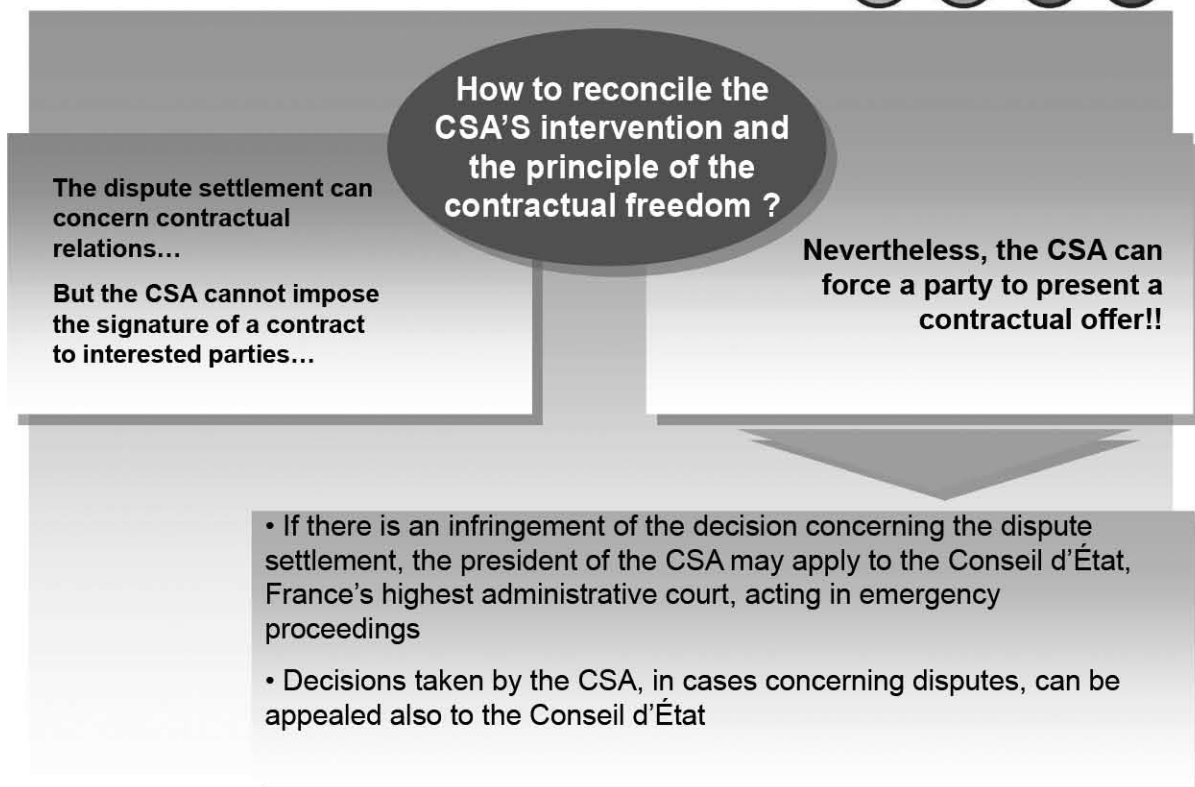 How to reconcile the
CSA'S intervention and
the principle of the
contractual freedom ?
The dispute settlement can
concern contractual
relations…
But the CSA cannot impose
the signature of a contract
to interested parties…
Nevertheless, the CSA can
force a party to present a
contractual offer!!
• If there is an infringement of the decision concerning the dispute
settlement, the president of the CSA may apply to the Conseil d'État,
France's highest administrative court, acting in emergency
proceedings
• Decisions taken by the CSA, in cases concerning disputes, can be
appealed also to the Conseil d'État